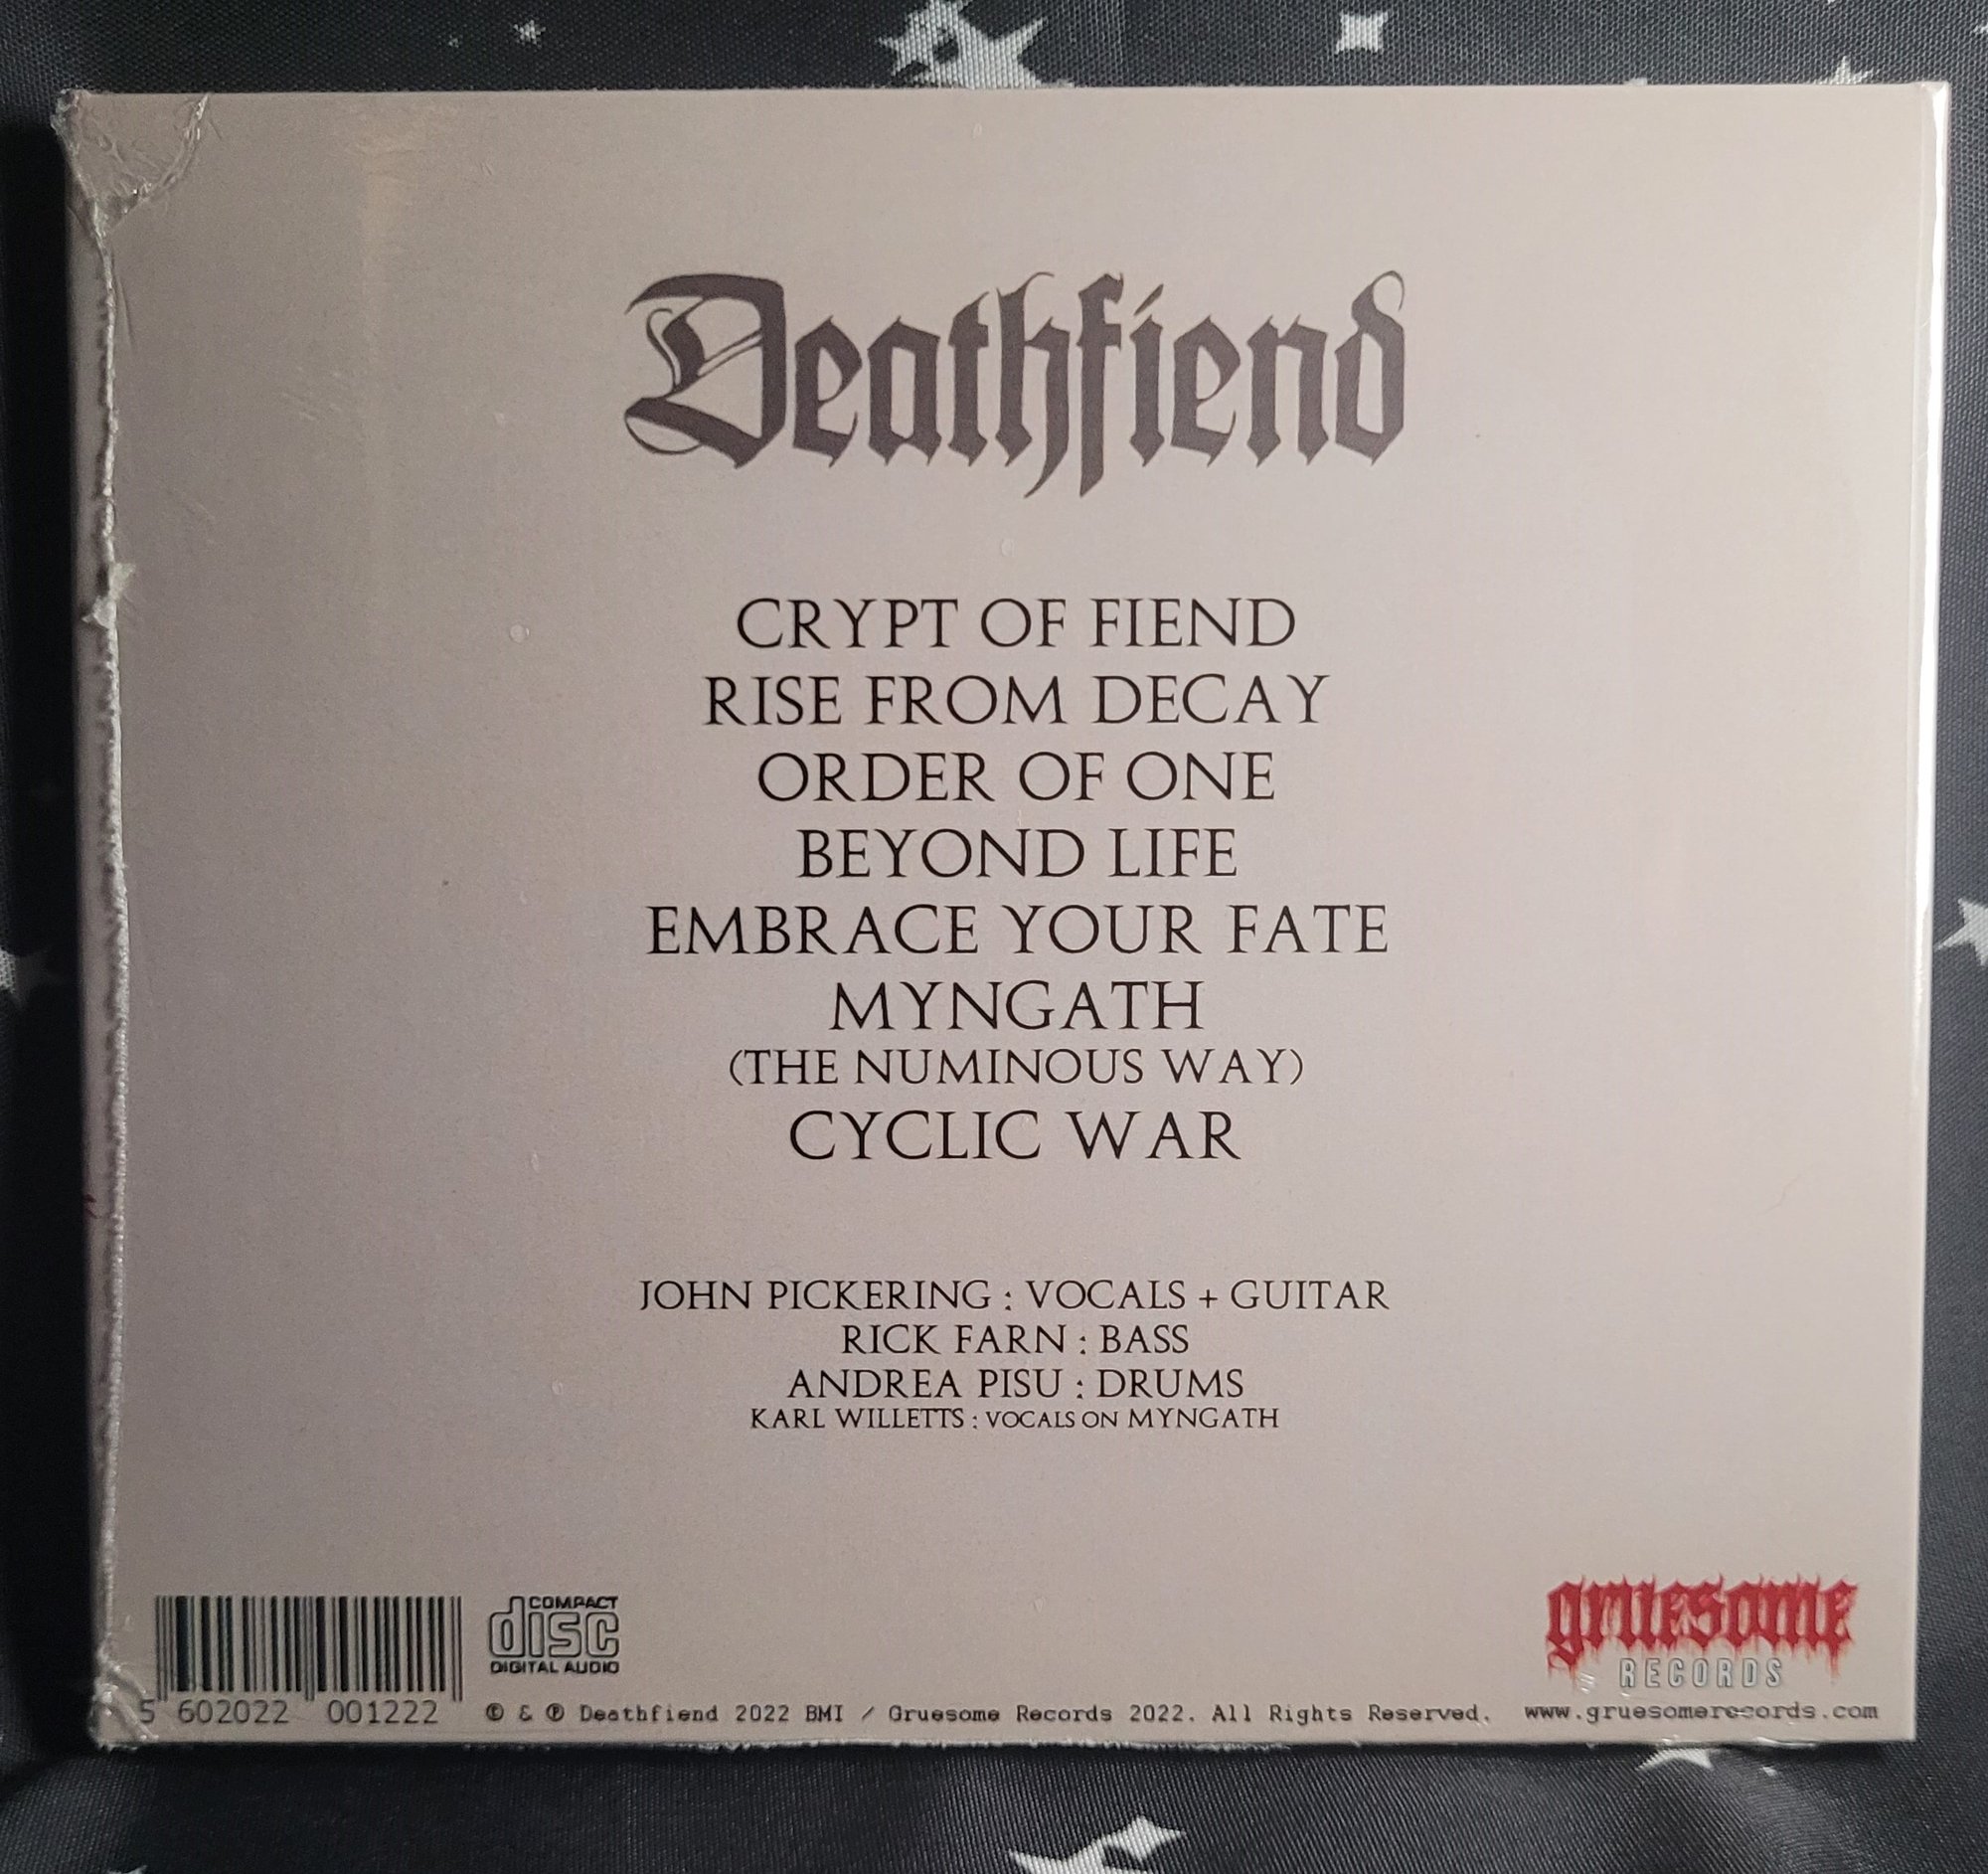 Deathfiend
CRYPT OF FIEND
RISE FROM DECAY
ORDER OF ONE
BEYOND LIFE
EMBRACE YOUR FATE
MYNGATH
(THE NUMINOUS WAY)
CYCLIC WAR
JOHN PICKERING : VOCALS + GUITAR
RICK FARN : BASS
ANDREA PISU : DRUMS
KARL WILLETTS : VOCALS ON MYNGATH
COMPACT
disc
DIGITAL AUDIO
gruesome
RECORDS
5 602022 001222
© & ℗ Deathfiend 2022 BMI / Gruesome Records 2022. All Rights Reserved.
www.gruesomerecords.com